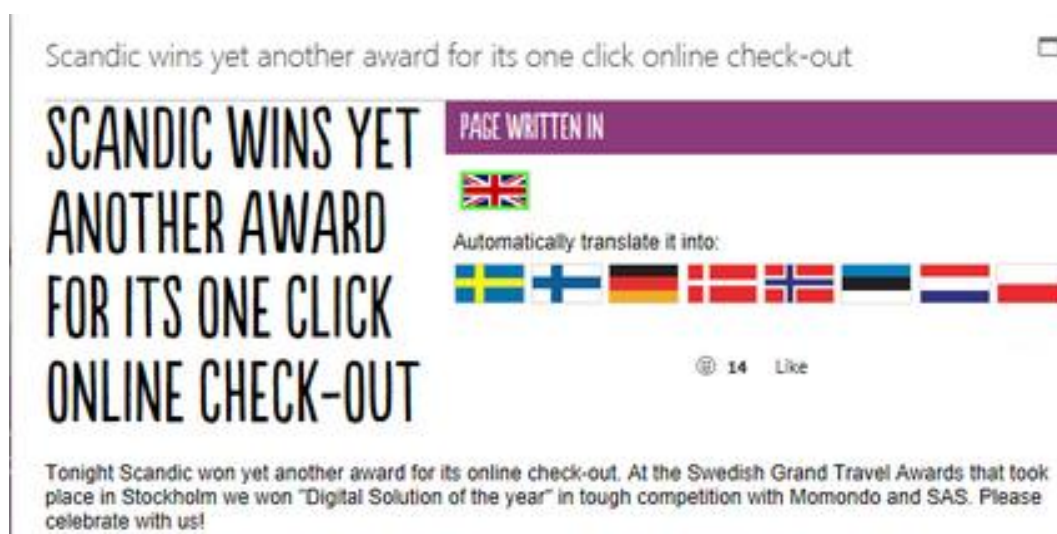 Scandic wins yet another award for its one click online check-out
SCANDIC WINS YET
ANOTHER AWARD
FOR ITS ONE CLICK
ONLINE CHECK-OUT
PAGE WRITTEN IN
Automatically translate it into:
14 Like
Tonight Scandic won yet another award for its online check-out. At the Swedish Grand Travel Awards that took
place in Stockholm we won "Digital Solution of the year" in tough competition with Momondo and SAS. Please
celebrate with us!